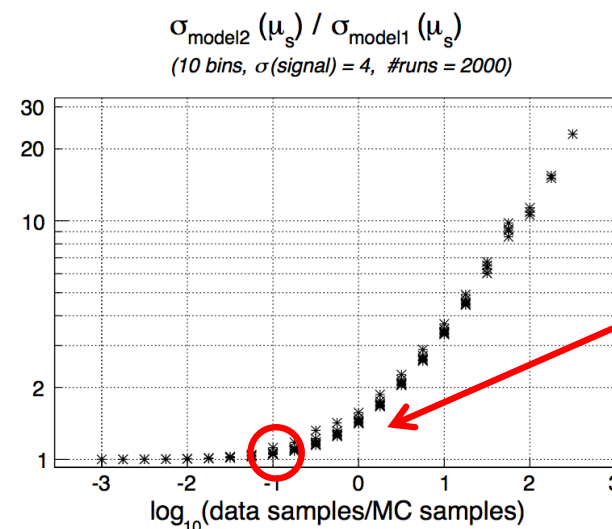 σmodel2 (μs) / σmodel1 (μs)
(10 bins, σ(signal) = 4, #runs = 2000)
30
20
10
2
1
-3 -2 -1 0 1 2 3
log10(data samples/MC samples)